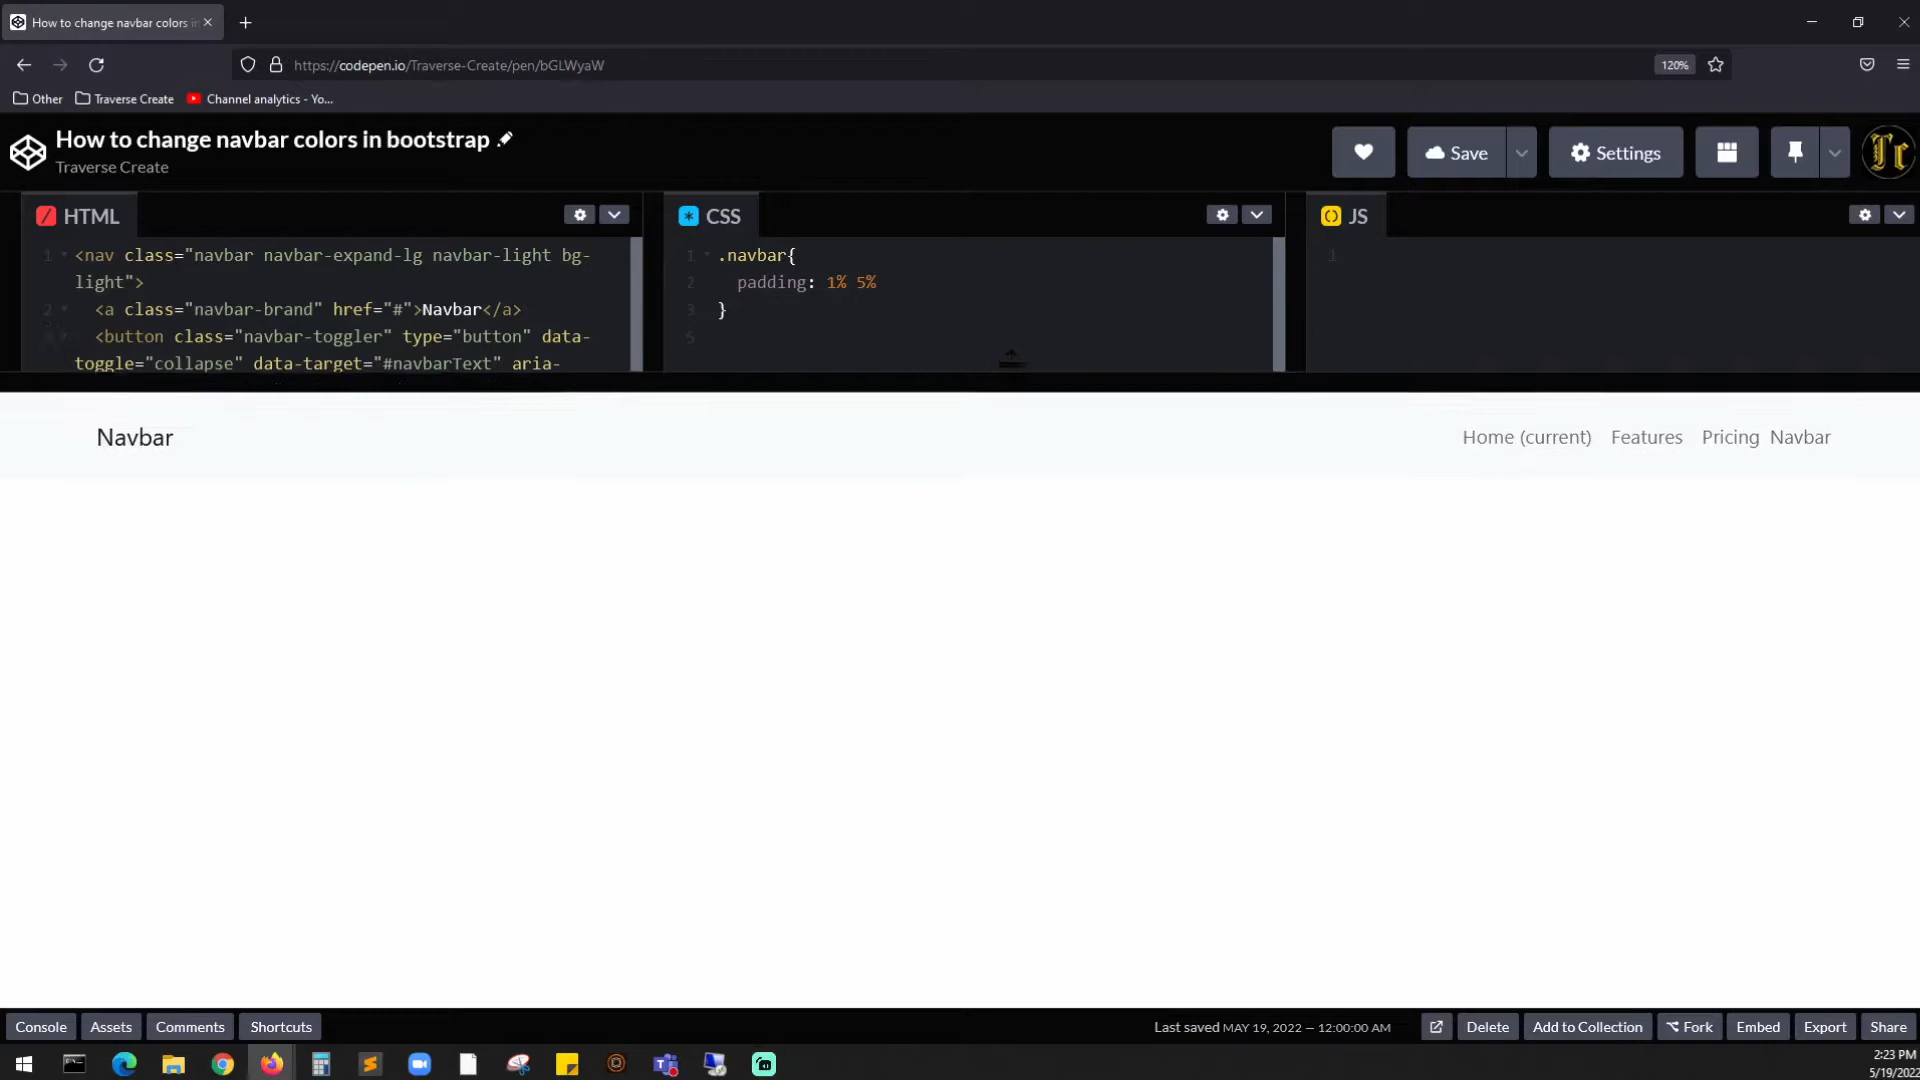 How to change navbar colors in
https://codepen.io/Traverse-Create/pen/bGLWyaW
120%
Other
Traverse Create
Channel analytics - Yo...
How to change navbar colors in bootstrap
Traverse Create
Save
Settings
Tc
HTML
CSS
JS
1 <nav class="navbar navbar-expand-lg navbar-light bg-
light">
2 <a class="navbar-brand" href="#">Navbar</a>
<button class="navbar-toggler" type="button" data-
toggle="collapse" data-target="#navbarText" aria-
1 .navbar{
2 padding: 1% 5%
3 }
5
1
Navbar
Home (current) Features Pricing Navbar
Console
Assets
Comments
Shortcuts
Last saved MAY 19, 2022 — 12:00:00 AM
Delete
Add to Collection
Fork
Embed
Export
Share
2:23 PM
5/19/2022